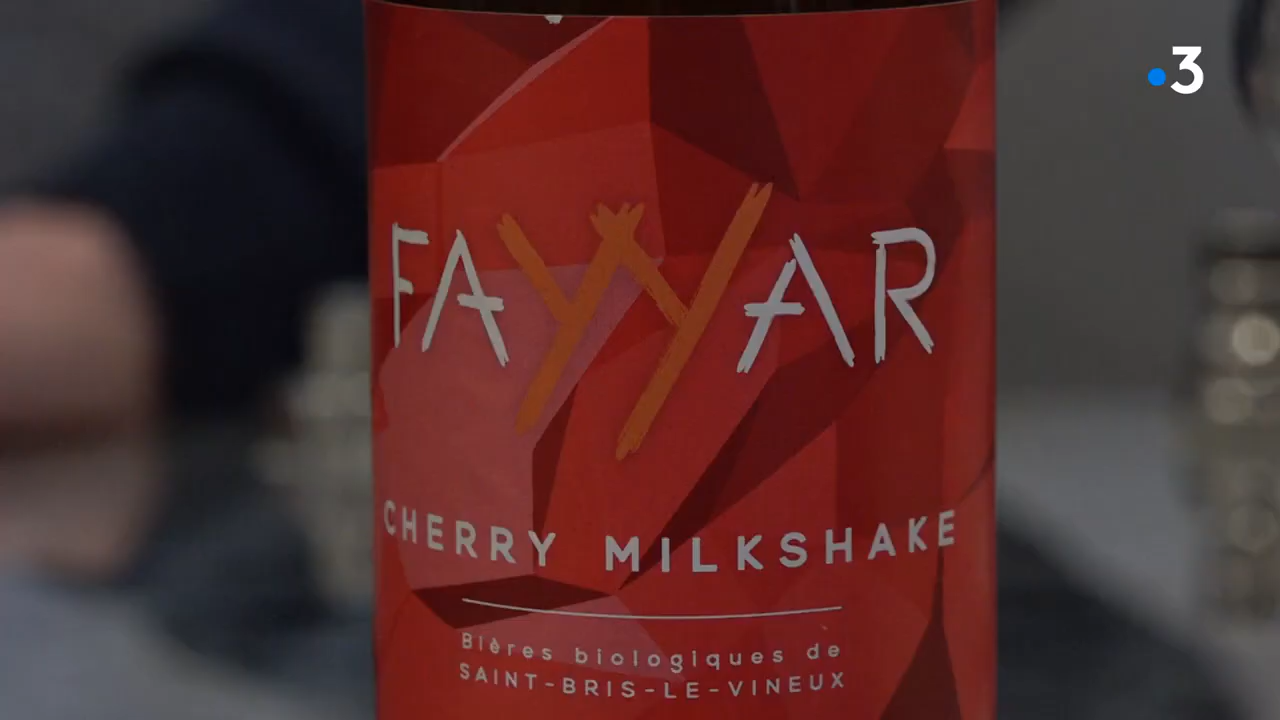 3
FAYYAR
CHERRY MILKSHAKE
Bières biologiques de
SAINT-BRIS-LE-VINEUX